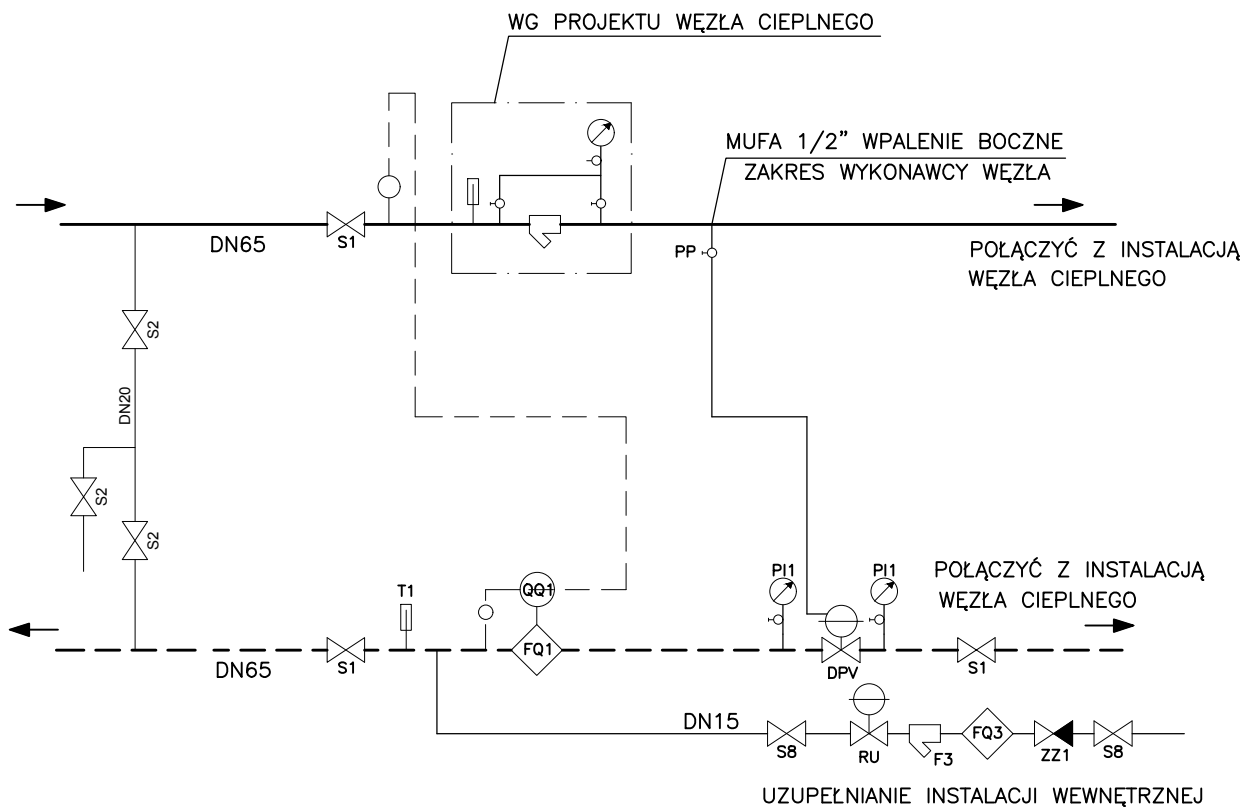 WG PROJEKTU WĘZŁA CIEPLNEGO
MUFA 1/2" WPALENIE BOCZNE
ZAKRES WYKONAWCY WĘZŁA
DN65
S1
PP
POŁĄCZYĆ Z INSTALACJĄ
WĘZŁA CIEPLNEGO
S2
DN20
S2
S2
T1
QQ1
PI1
PI1
POŁĄCZYĆ Z INSTALACJĄ
WĘZŁA CIEPLNEGO
DN65
S1
FQ1
DPV
S1
DN15
S8
RU
F3
FQ3
ZZ1
S8
UZUPEŁNIANIE INSTALACJI WEWNĘTRZNEJ